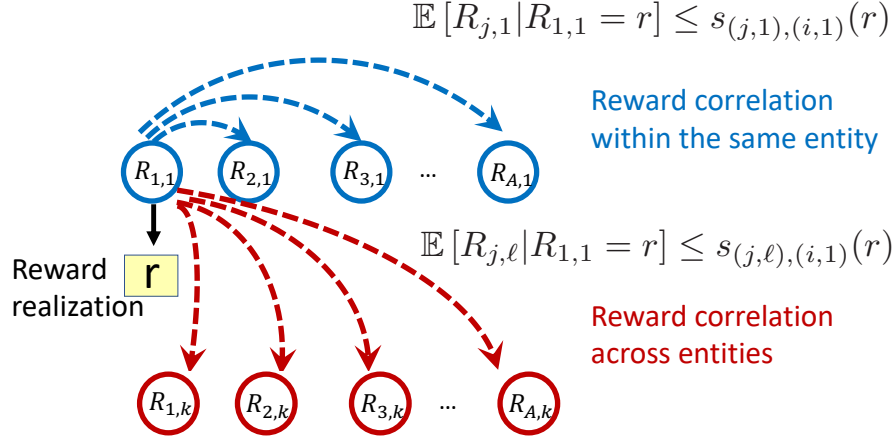 𝔼 [R_{j,1}|R_{1,1} = r] ≤ s_{(j,1),(i,1)}(r)
Reward correlation
within the same entity
R_{1,1} R_{2,1} R_{3,1} ... R_{A,1}
𝔼 [R_{j,ℓ}|R_{1,1} = r] ≤ s_{(j,ℓ),(i,1)}(r)
Reward
realization
r
Reward correlation
across entities
R_{1,k} R_{2,k} R_{3,k} ... R_{A,k}